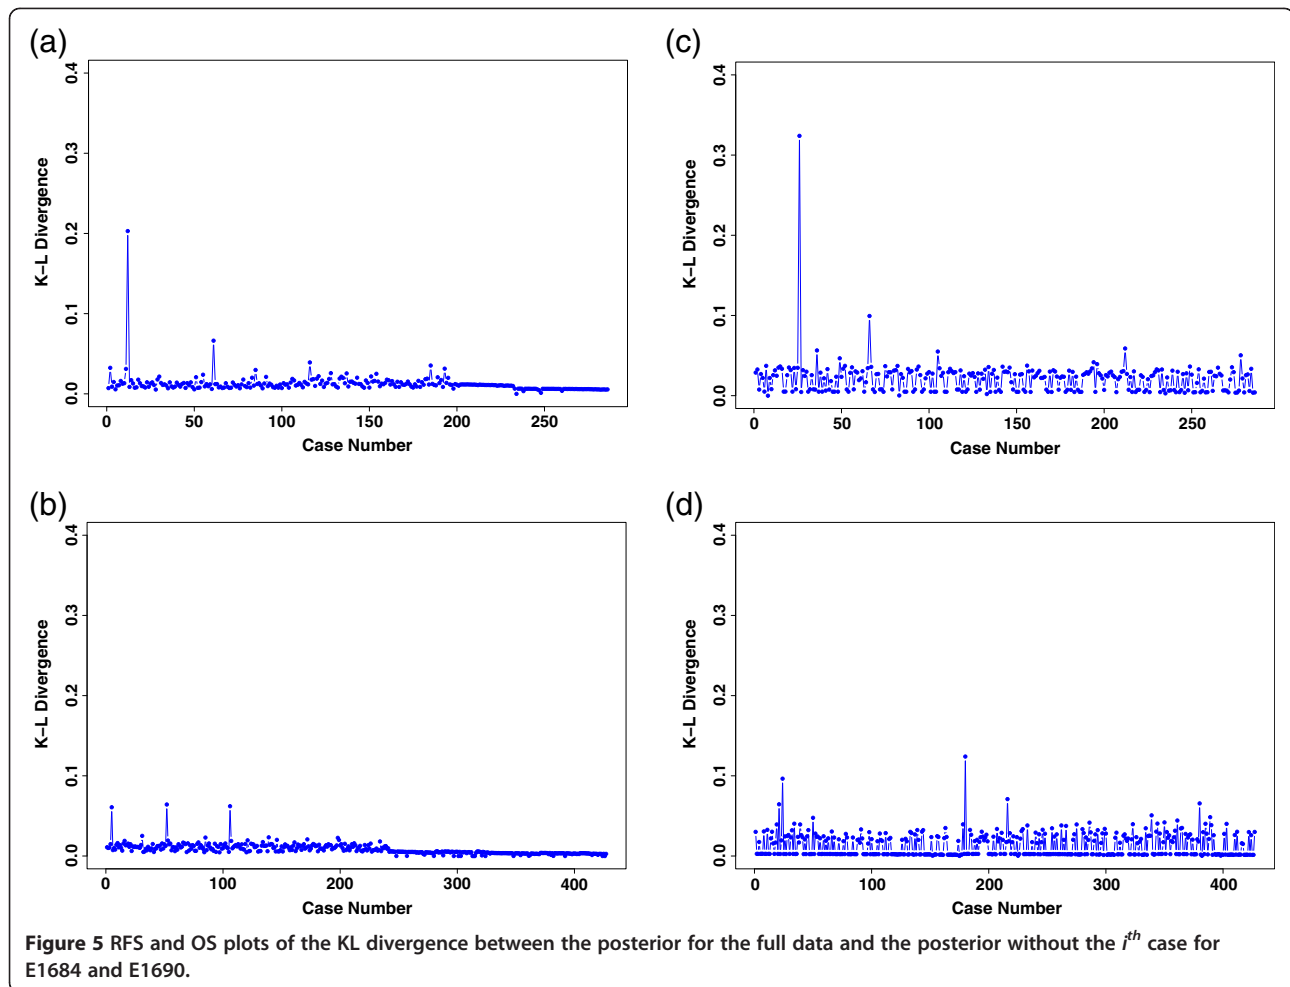 (a)
K–L Divergence
0.0 0.1 0.2 0.3 0.4
0 50 100 150 200 250
Case Number
(c)
K–L Divergence
0.0 0.1 0.2 0.3 0.4
0 50 100 150 200 250
Case Number
(b)
K–L Divergence
0.0 0.1 0.2 0.3 0.4
0 100 200 300 400
Case Number
(d)
K–L Divergence
0.0 0.1 0.2 0.3 0.4
0 100 200 300 400
Case Number
Figure 5 RFS and OS plots of the KL divergence between the posterior for the full data and the posterior without the i^th case for
E1684 and E1690.